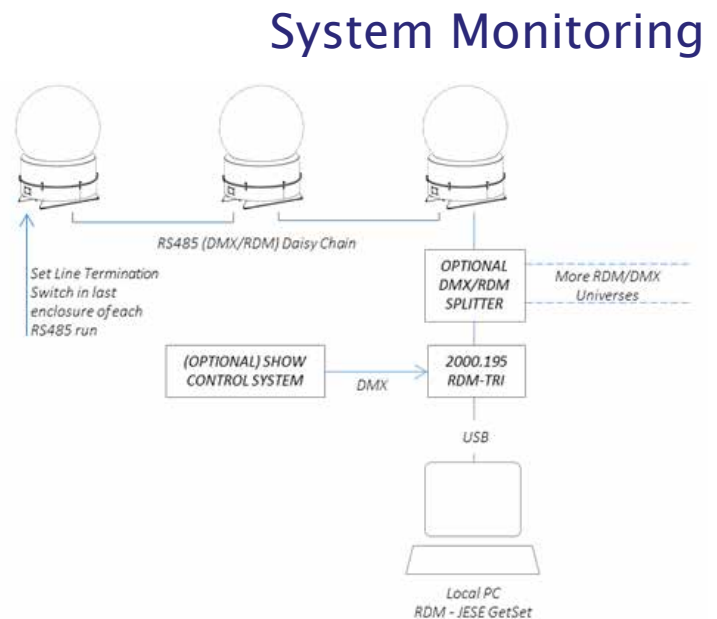 System Monitoring
RS485 (DMX/RDM) Daisy Chain
Set Line Termination
Switch in last
enclosure of each
RS485 run
OPTIONAL
DMX/RDM
SPLITTER
More RDM/DMX
Universes
(OPTIONAL) SHOW
CONTROL SYSTEM
DMX
2000.195
RDM-TRI
USB
Local PC
RDM - JESE GetSet